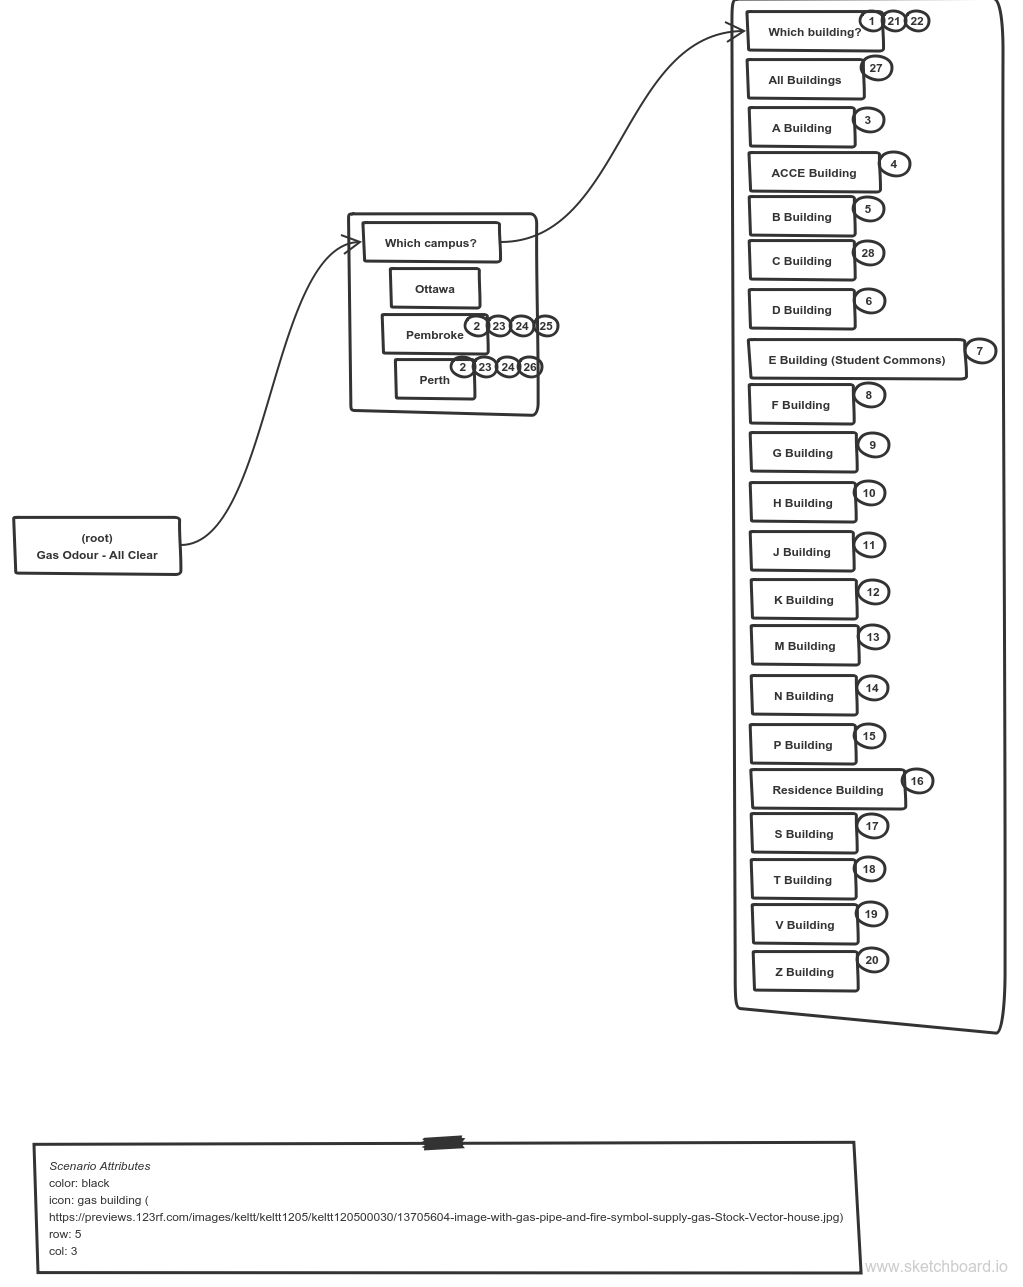 Which building? 1 21 22
All Buildings 27
A Building 3
ACCE Building 4
B Building 5
C Building 28
D Building 6
E Building (Student Commons) 7
F Building 8
G Building 9
H Building 10
J Building 11
K Building 12
M Building 13
N Building 14
P Building 15
Residence Building 16
S Building 17
T Building 18
V Building 19
Z Building 20
Which campus?
Ottawa
Pembroke 2 23 24 25
Perth 2 23 24 26
(root)
Gas Odour - All Clear
Scenario Attributes
color: black
icon: gas building (
https://previews.123rf.com/images/keltt/keltt1205/keltt120500030/13705604-image-with-gas-pipe-and-fire-symbol-supply-gas-Stock-Vector-house.jpg)
row: 5
col: 3
www.sketchboard.io